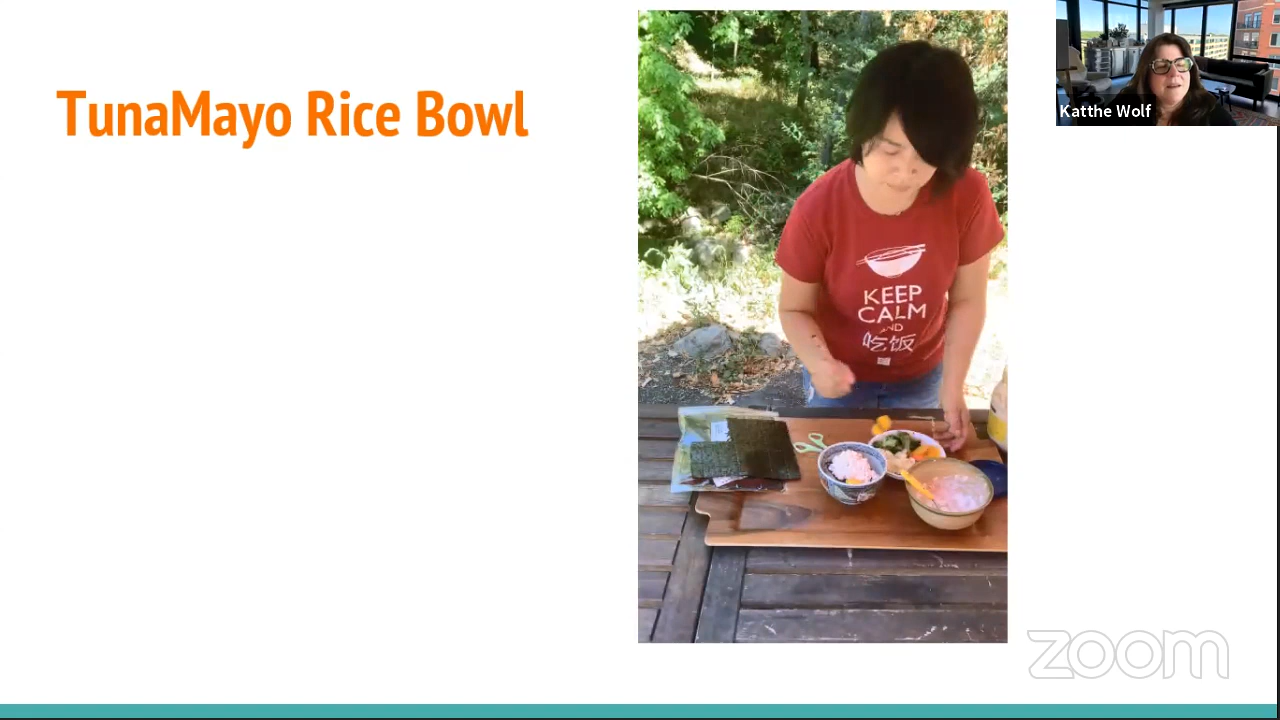 TunaMayo Rice Bowl
Katthe Wolf
KEEP
CALM
AND
吃饭
zoom